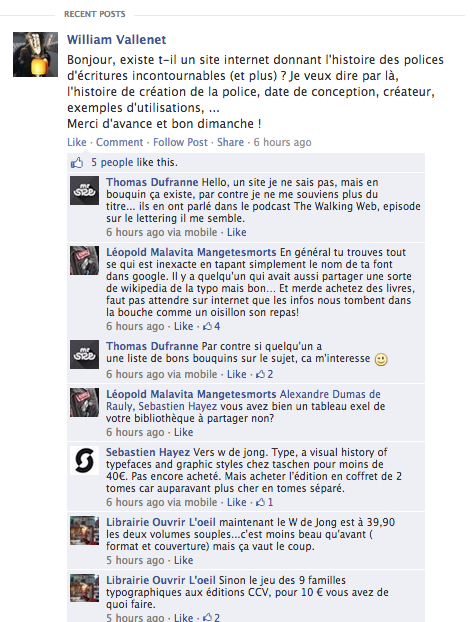 RECENT POSTS
William Vallenet
Bonjour, existe t-il un site internet donnant l'histoire des polices
d'écritures incontournables (et plus) ? Je veux dire par là,
l'histoire de création de la police, date de conception, créateur,
exemples d'utilisations, ...
Merci d'avance et bon dimanche !
Like · Comment · Follow Post · Share · 6 hours ago
5 people like this.
mr SIZE
Thomas Dufranne Hello, un site je ne sais pas, mais en
bouquin ça existe, par contre je ne me souviens plus du
titre... ils en ont parlé dans le podcast The Walking Web, episode
sur le lettering il me semble.
6 hours ago via mobile · Like
Léopold Malavita Mangetesmorts En général tu trouves tout
se qui est inexacte en tapant simplement le nom de ta font
dans google. Il y a quelqu'un qui avait aussi partager une sorte
de wikipedia de la typo mais bon... Et merde achetez des livres,
faut pas attendre sur internet que les infos nous tombent dans
la bouche comme un oisillon son repas!
6 hours ago · Like · 4
mr SIZE
Thomas Dufranne Par contre si quelqu'un a
une liste de bons bouquins sur le sujet, ca m'interesse
6 hours ago via mobile · Like · 2
Léopold Malavita Mangetesmorts Alexandre Dumas de
Rauly, Sebastien Hayez vous avez bien un tableau exel de
votre bibliothèque à partager non?
6 hours ago · Like
Sebastien Hayez Vers w de jong. Type, a visual history of
typefaces and graphic styles chez taschen pour moins de
40€. Pas encore acheté. Mais acheter l'édition en coffret de 2
tomes car auparavant plus cher en tomes séparé.
6 hours ago via mobile · Like · 1
Librairie Ouvrir L'oeil maintenant le W de Jong est à 39,90
les deux volumes souples...c'est moins beau qu'avant (
format et couverture) mais ça vaut le coup.
5 hours ago · Like
Librairie Ouvrir L'oeil Sinon le jeu des 9 familles
typographiques aux éditions CCV, pour 10 € vous avez de
quoi faire.
5 hours ago · Like · 2